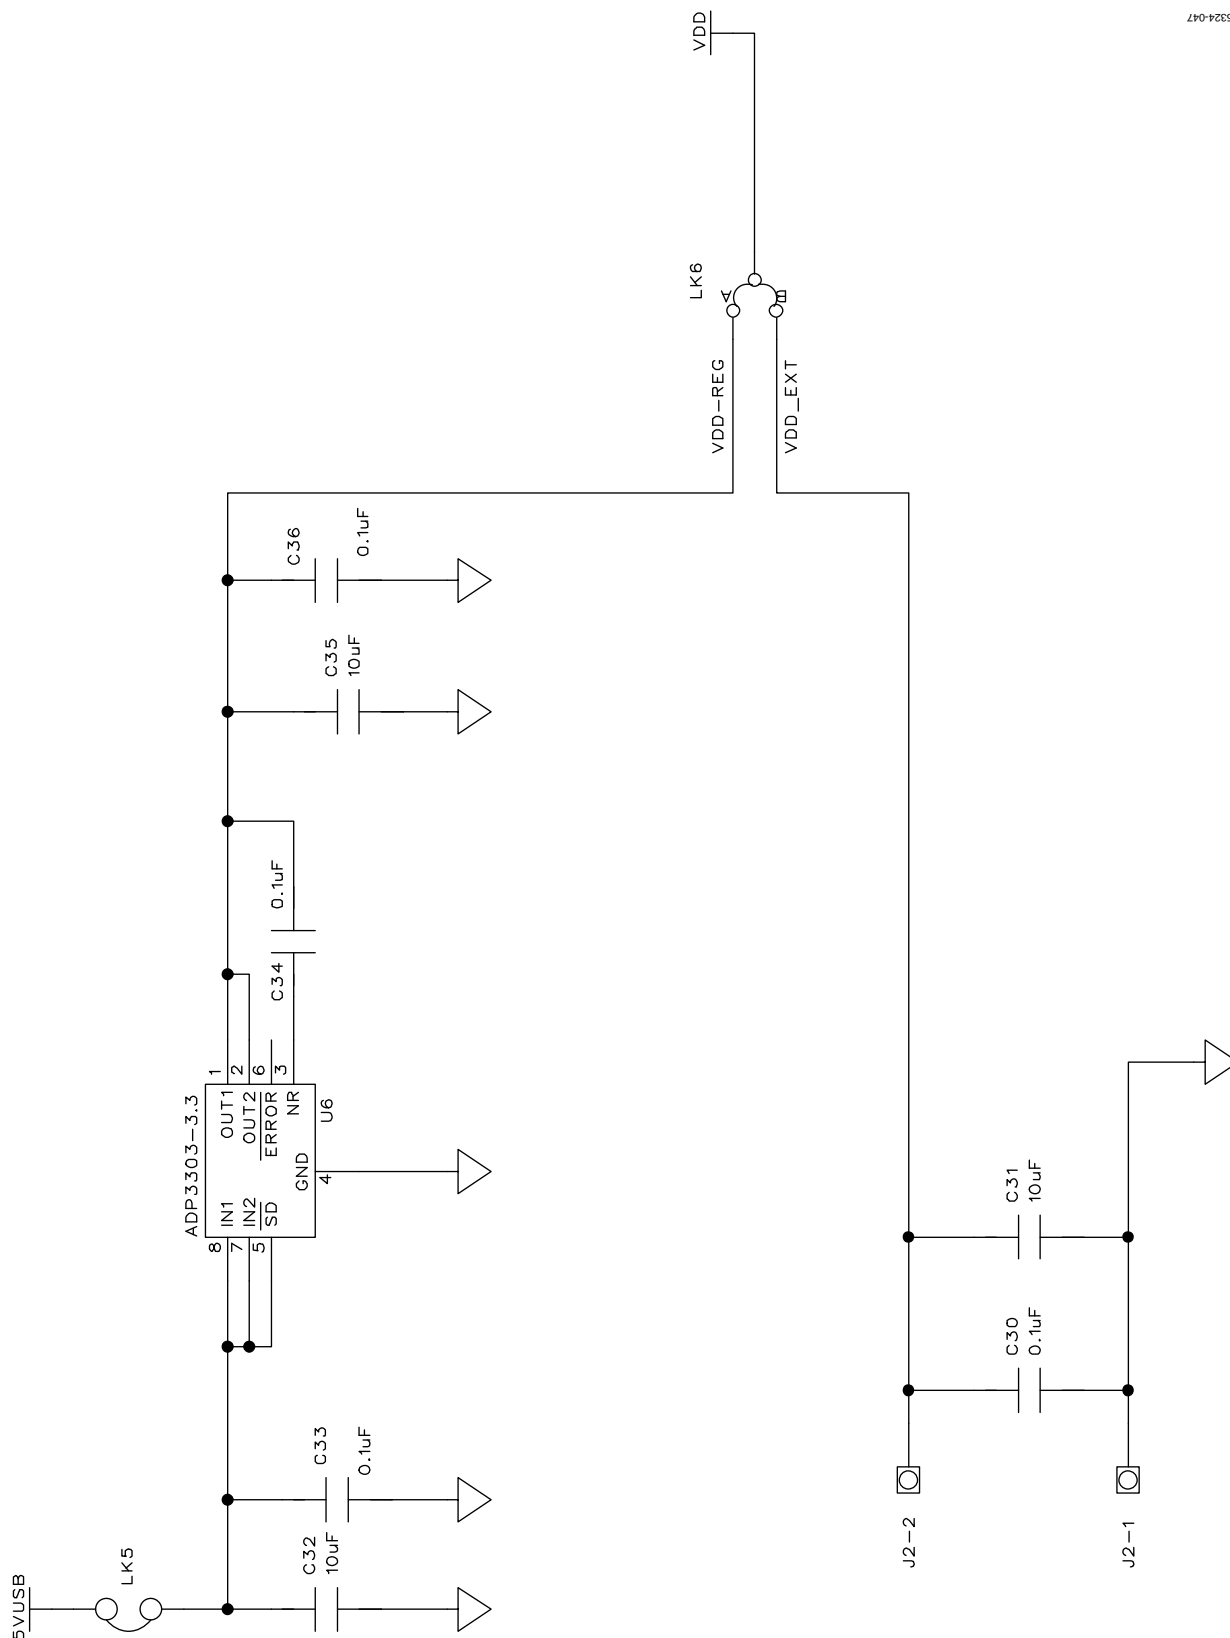 5VUSB
LK5
C32
10uF
C33
0.1uF
ADP3303-3.3
8
IN1
7
IN2
5
SD
GND
4
OUT1
1
OUT2
2
ERROR
6
NR
3
U6
C34
0.1uF
C35
10uF
C36
0.1uF
VDD-REG
VDD_EXT
LK6
A
B
VDD
J2-2
J2-1
C30
0.1uF
C31
10uF